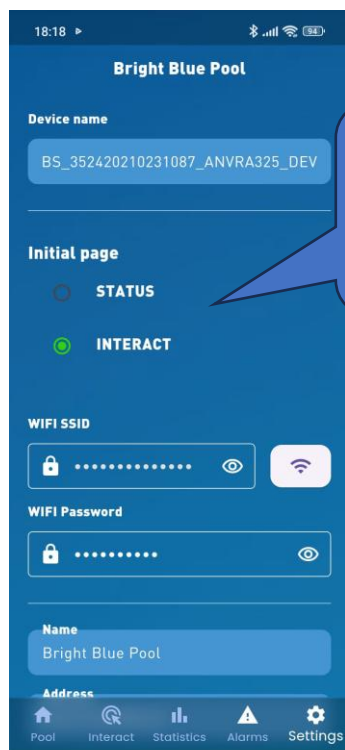 18:18
94
Bright Blue Pool
Device name
BS_352420210231087_ANVRA325_DEV
Initial page
STATUS
INTERACT
WIFI SSID
••••••••••••••
WIFI Password
••••••••••
Name
Bright Blue Pool
Address
Pool Interact Statistics Alarms Settings